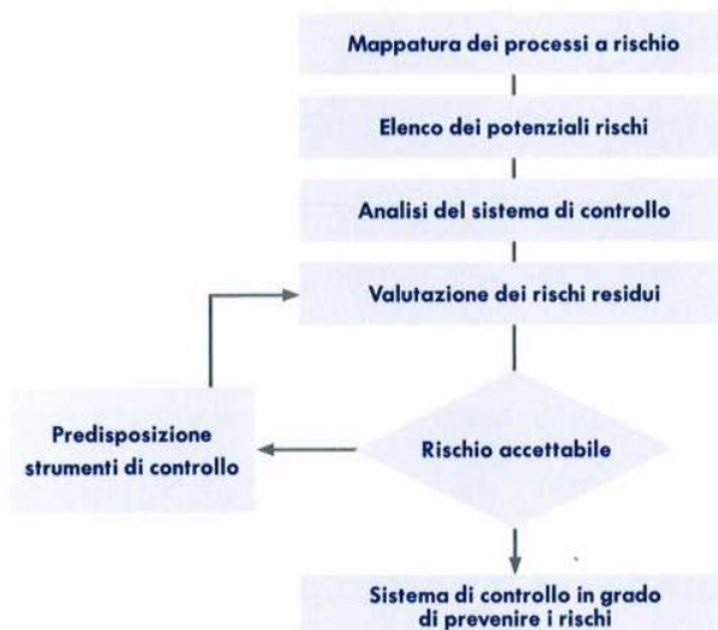 Mappatura dei processi a rischio
Elenco dei potenziali rischi
Analisi del sistema di controllo
Valutazione dei rischi residui
Predisposizione
strumenti di controllo
Rischio accettabile
Sistema di controllo in grado
di prevenire i rischi